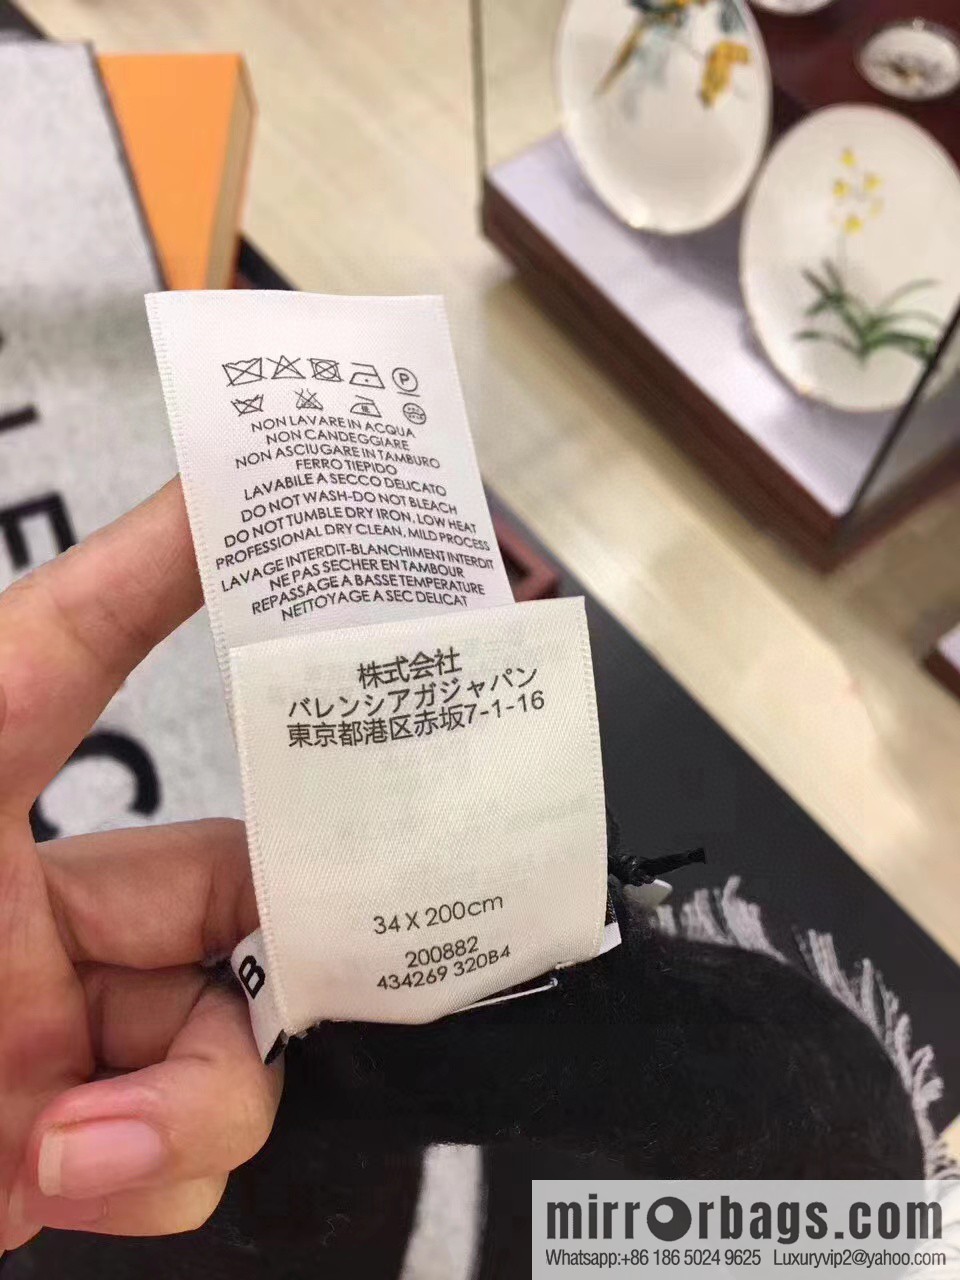 P
NON LAVARE IN ACQUA
NON CANDEGGIARE
NON ASCIUGARE IN TAMBURO
FERRO TIEPIDO
LAVABILE A SECCO DELICATO
DO NOT WASH-DO NOT BLEACH
DO NOT TUMBLE DRY IRON, LOW HEAT
PROFESSIONAL DRY CLEAN, MILD PROCESS
LAVAGE INTERDIT-BLANCHIMENT INTERDIT
NE PAS SECHER EN TAMBOUR
REPASSAGE A BASSE TEMPERATURE
NETTOYAGE A SEC DELICAT
株式会社
バレンシアガジャパン
東京都港区赤坂7-1-16
34 X 200cm
200882
434269 320B4
B
mirrorbags.com
Whatsapp:+86 186 5024 9625 Luxuryvip2@yahoo.com